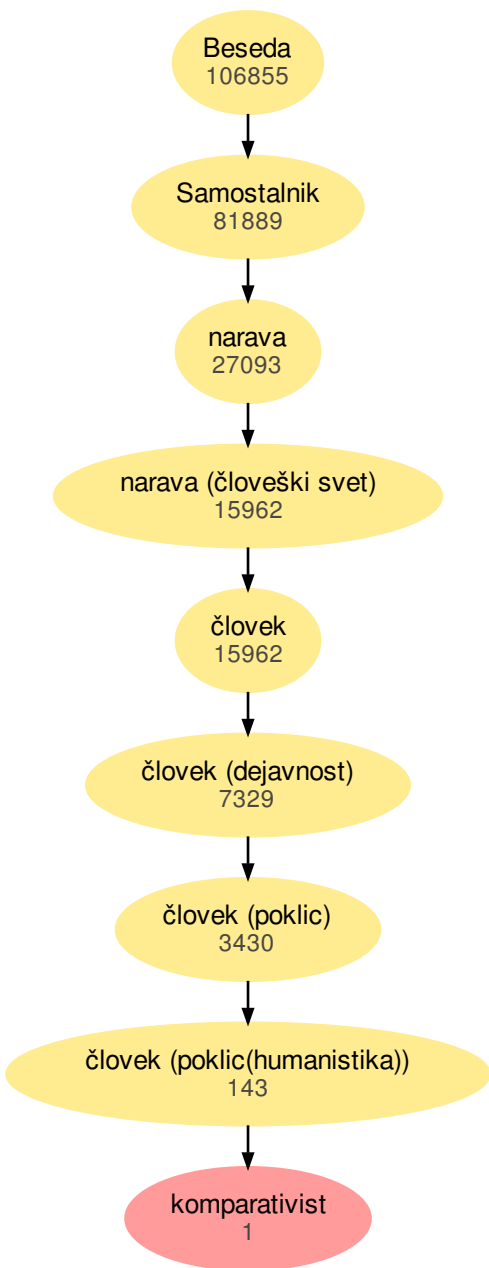 Beseda
106855
Samostalnik
81889
narava
27093
narava (človeški svet)
15962
človek
15962
človek (dejavnost)
7329
človek (poklic)
3430
človek (poklic(humanistika))
143
komparativist
1